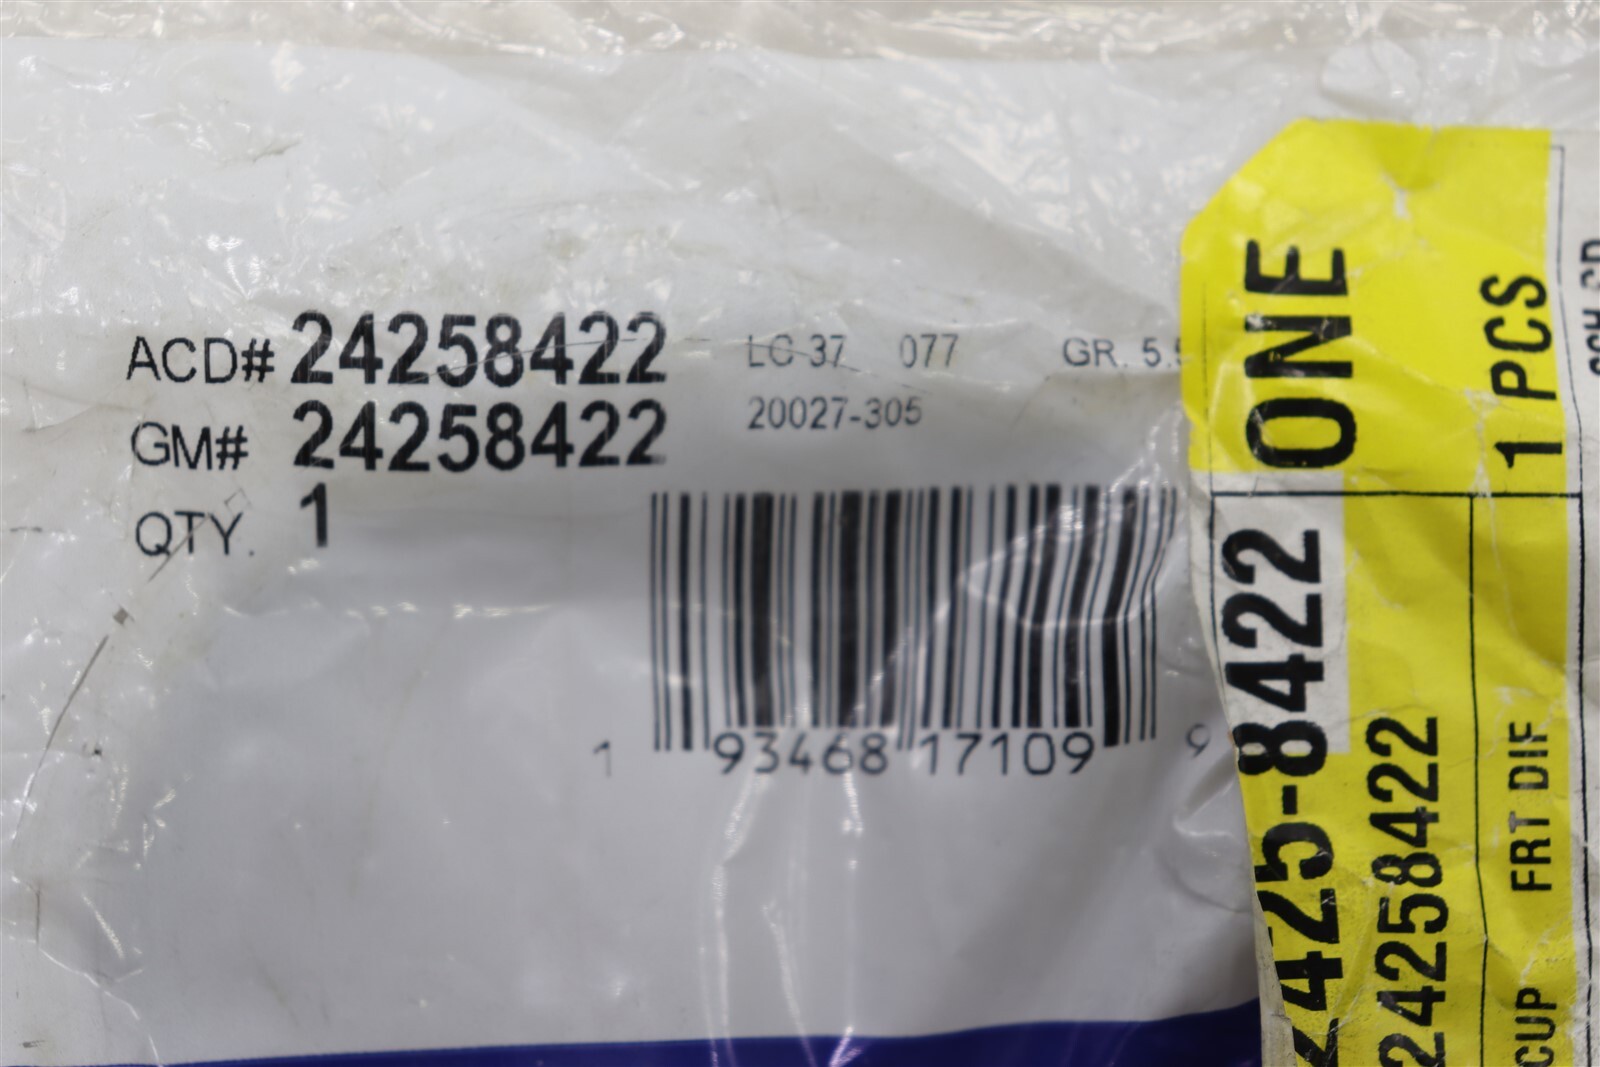 ACD# 24258422
GM# 24258422
QTY. 1
LC 37 077 GR. 5.
20027-305
1 93468 17109 9
ONE
1 PCS
2425-8422
24258422
CUP FRT DIF